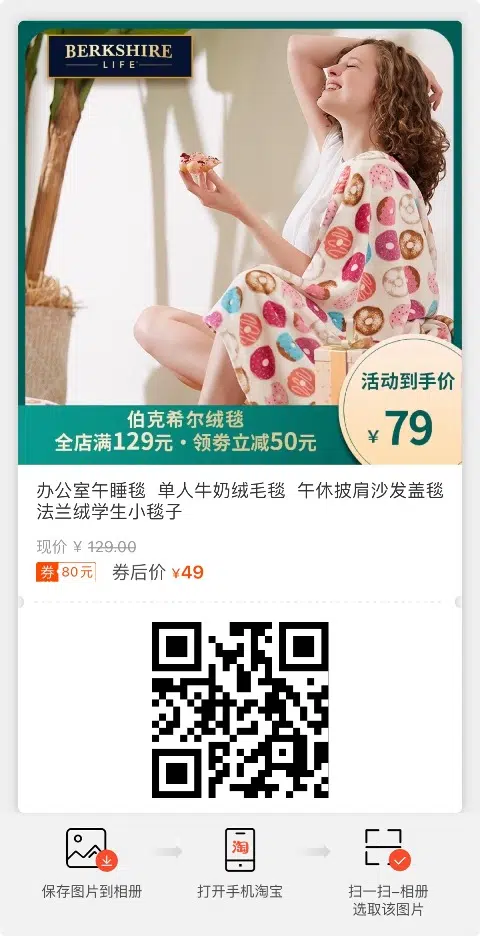 BERKSHIRE
LIFE
活动到手价
¥79
伯克希尔绒毯
全店满129元·领券立减50元
办公室午睡毯 单人牛奶绒毛毯 午休披肩沙发盖毯
法兰绒学生小毯子
现价 ¥ 129.00
券 80元 券后价 ¥49
淘
保存图片到相册
打开手机淘宝
扫一扫-相册
选取该图片